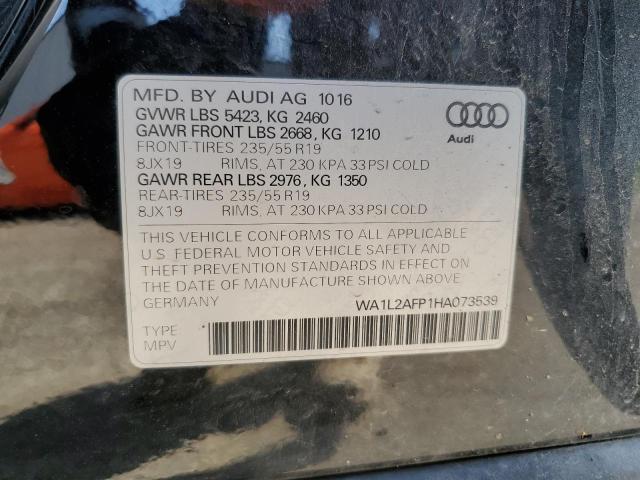 MFD. BY AUDI AG 1016
GVWR LBS 5423, KG 2460
GAWR FRONT LBS 2668, KG 1210
FRONT-TIRES 235/55 R19
8JX19 RIMS, AT 230 KPA 33 PSI COLD
GAWR REAR LBS 2976, KG 1350
REAR-TIRES 235/55 R19
8JX19 RIMS, AT 230 KPA 33 PSI COLD
Audi
THIS VEHICLE CONFORMS TO ALL APPLICABLE
U.S. FEDERAL MOTOR VEHICLE SAFETY AND
THEFT PREVENTION STANDARDS IN EFFECT ON
THE DATE OF MANUFACTURE SHOWN ABOVE.
GERMANY WA1L2AFP1HA073539
TYPE
MPV